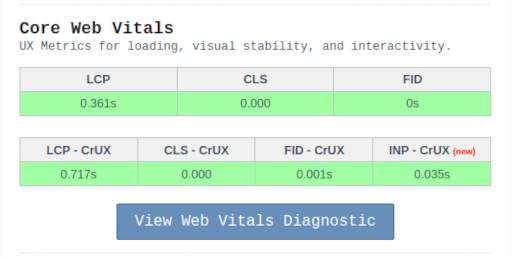 Core Web Vitals
UX Metrics for loading, visual stability, and interactivity.
LCP CLS FID
0.361s 0.000 0s
LCP - CrUX CLS - CrUX FID - CrUX INP - CrUX (new)
0.717s 0.000 0.001s 0.035s
View Web Vitals Diagnostic